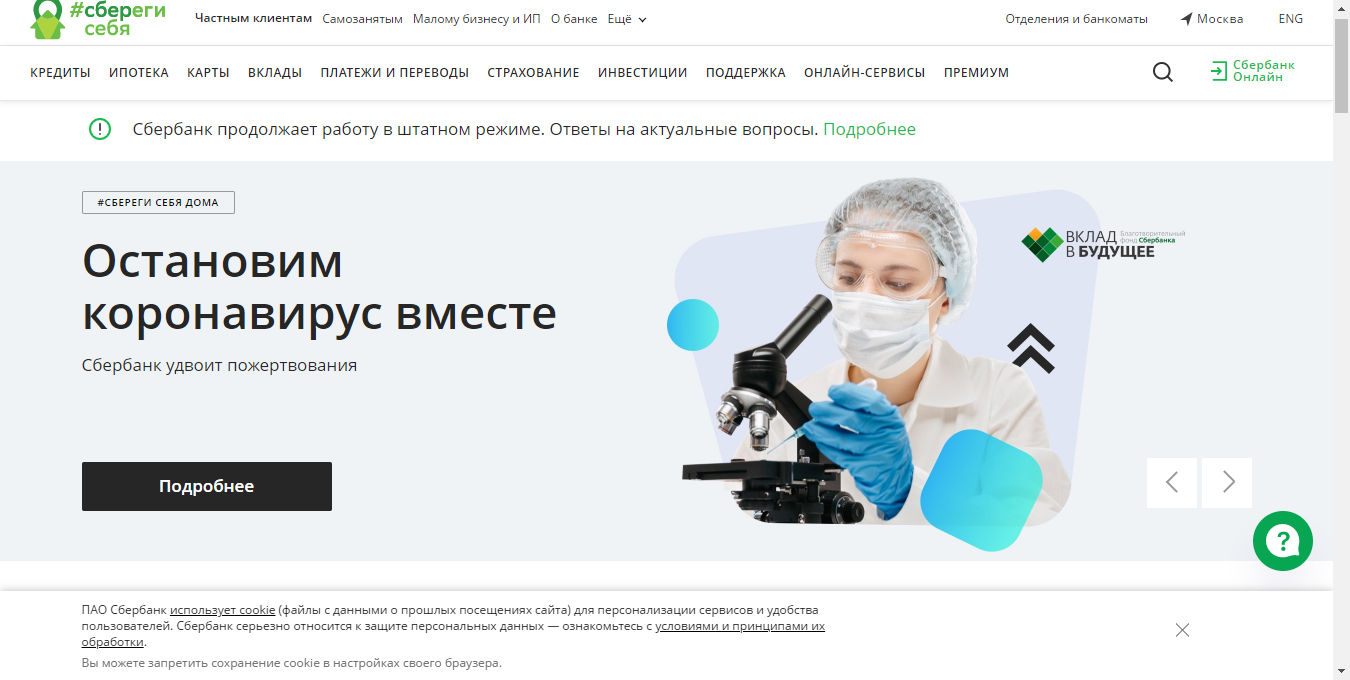 #сбереги
себя
Частным клиентам Самозанятым Малому бизнесу и ИП О банке Ещё
Отделения и банкоматы Москва ENG
КРЕДИТЫ ИПОТЕКА КАРТЫ ВКЛАДЫ ПЛАТЕЖИ И ПЕРЕВОДЫ СТРАХОВАНИЕ ИНВЕСТИЦИИ ПОДДЕРЖКА ОНЛАЙН-СЕРВИСЫ ПРЕМИУМ
Сбербанк
Онлайн
Сбербанк продолжает работу в штатном режиме. Ответы на актуальные вопросы. Подробнее
#СБЕРЕГИ СЕБЯ ДОМА
Остановим
коронавирус вместе
Сбербанк удвоит пожертвования
Подробнее
ВКЛАД
В БУДУЩЕЕ
Благотворительный
фонд Сбербанка
?
ПАО Сбербанк использует cookie (файлы с данными о прошлых посещениях сайта) для персонализации сервисов и удобства
пользователей. Сбербанк серьезно относится к защите персональных данных — ознакомьтесь с условиями и принципами их
обработки.
Вы можете запретить сохранение cookie в настройках своего браузера.